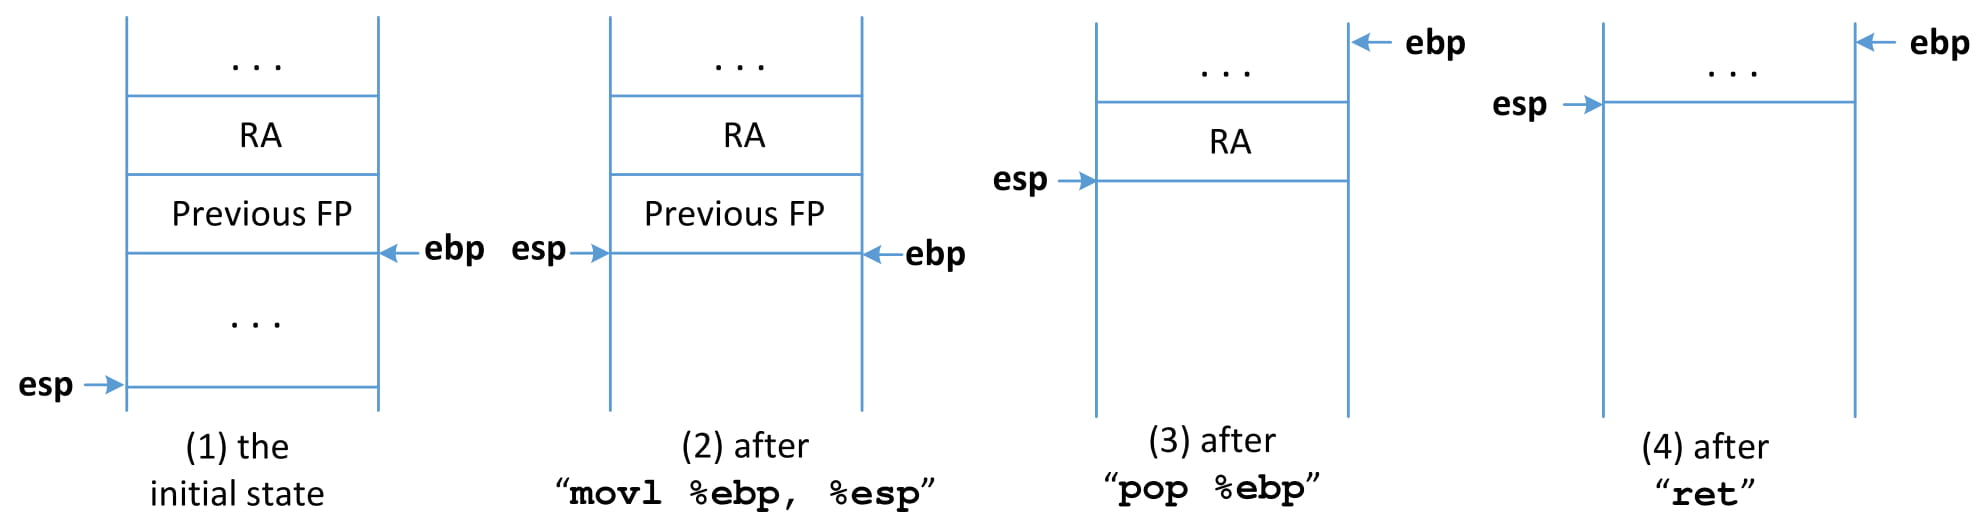 . . .
RA
Previous FP
ebp
. . .
esp
(1) the
initial state
. . .
RA
Previous FP
esp
ebp
(2) after
“movl %ebp, %esp”
ebp
. . .
RA
esp
(3) after
“pop %ebp”
ebp
. . .
esp
(4) after
“ret”